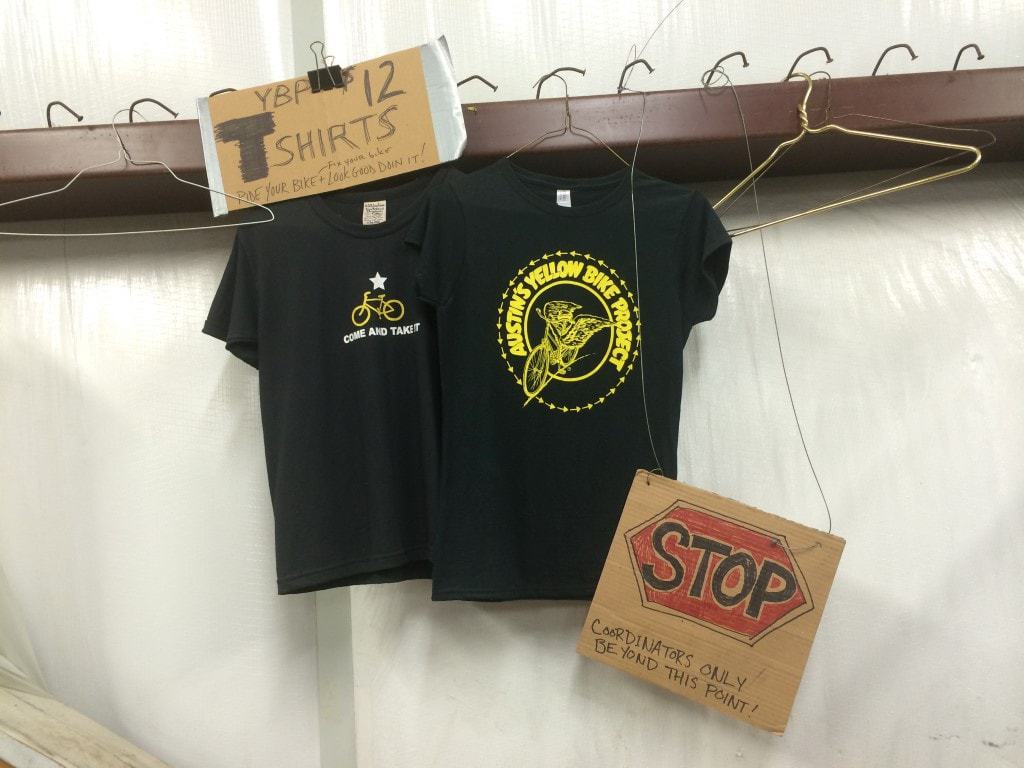 YBP $12
T SHIRTS
Fix your bike
RIDE YOUR BIKE + LOOK GOOD DOIN IT!
COME AND TAKE IT
AUSTIN'S YELLOW BIKE PROJECT
STOP
COORDINATORS ONLY
BEYOND THIS POINT!